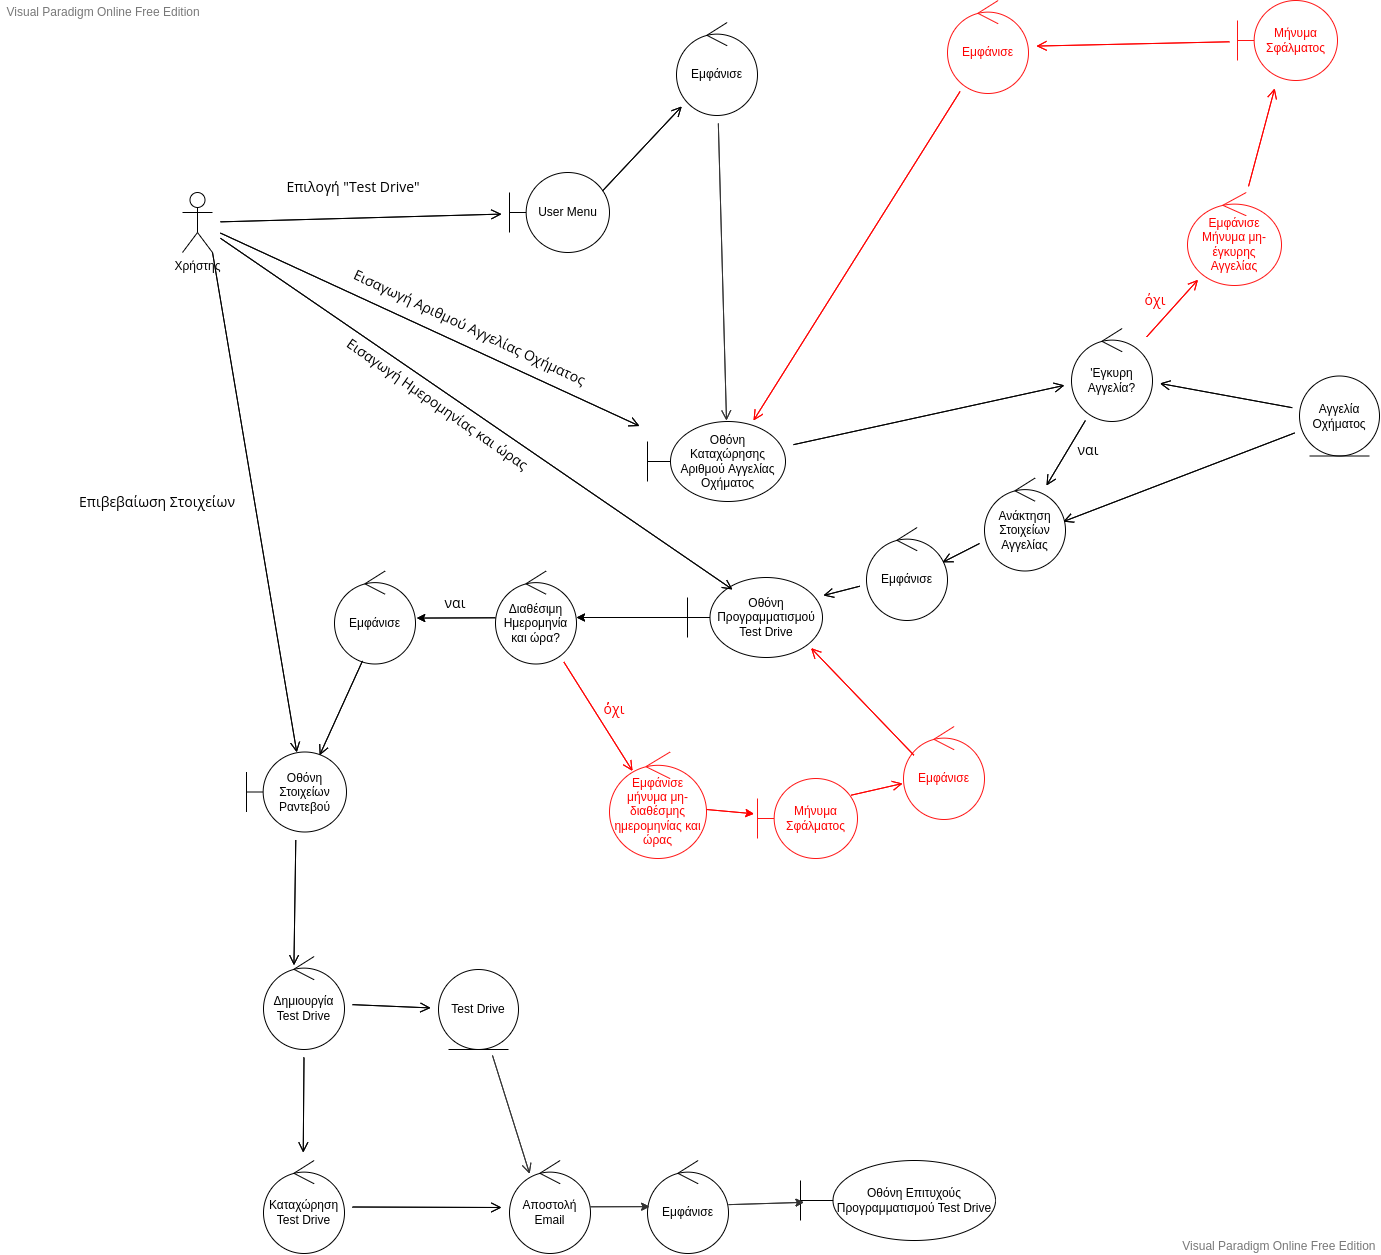 Visual Paradigm Online Free Edition
Εμφάνισε
Μήνυμα
Σφάλματος
Εμφάνισε
Επιλογή "Test Drive"
User Menu
Χρήστης
Εμφάνισε
Μήνυμα μη-
έγκυρης
Αγγελίας
όχι
Εισαγωγή Αριθμού Αγγελίας Οχήματος
Εισαγωγή Ημερομηνίας και ώρας
'Εγκυρη
Αγγελία?
Αγγελία
Οχήματος
ναι
Οθόνη
Καταχώρησης
Αριθμού Αγγελίας
Οχήματος
Επιβεβαίωση Στοιχείων
Ανάκτηση
Στοιχείων
Αγγελίας
Εμφάνισε
Οθόνη
Προγραμματισμού
Test Drive
Διαθέσιμη
Ημερομηνία
και ώρα?
ναι
Εμφάνισε
όχι
Οθόνη
Στοιχείων
Ραντεβού
Εμφάνισε
μήνυμα μη-
διαθέσμης
ημερομηνίας και
ώρας
Μήνυμα
Σφάλματος
Εμφάνισε
Δημιουργία
Test Drive
Test Drive
Καταχώρηση
Test Drive
Αποστολή
Email
Εμφάνισε
Οθόνη Επιτυχούς
Προγραμματισμού Test Drive
Visual Paradigm Online Free Edition